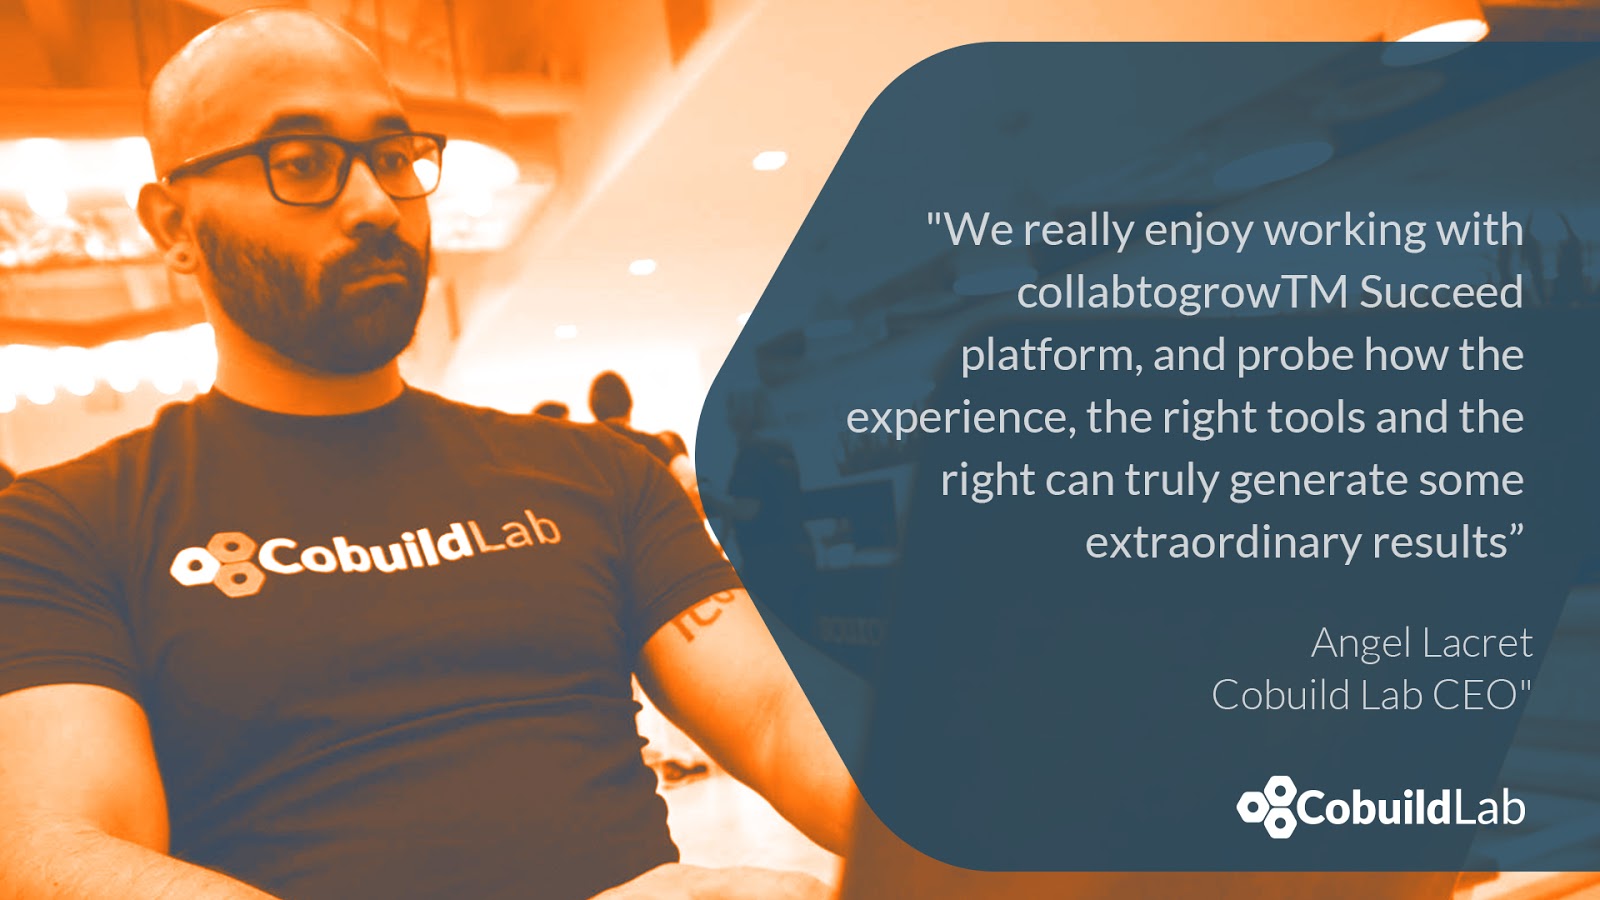 CobuildLab
"We really enjoy working with
collabtogrowTM Succeed
platform, and probe how the
experience, the right tools and the
right can truly generate some
extraordinary results”
Angel Lacret
Cobuild Lab CEO"
CobuildLab